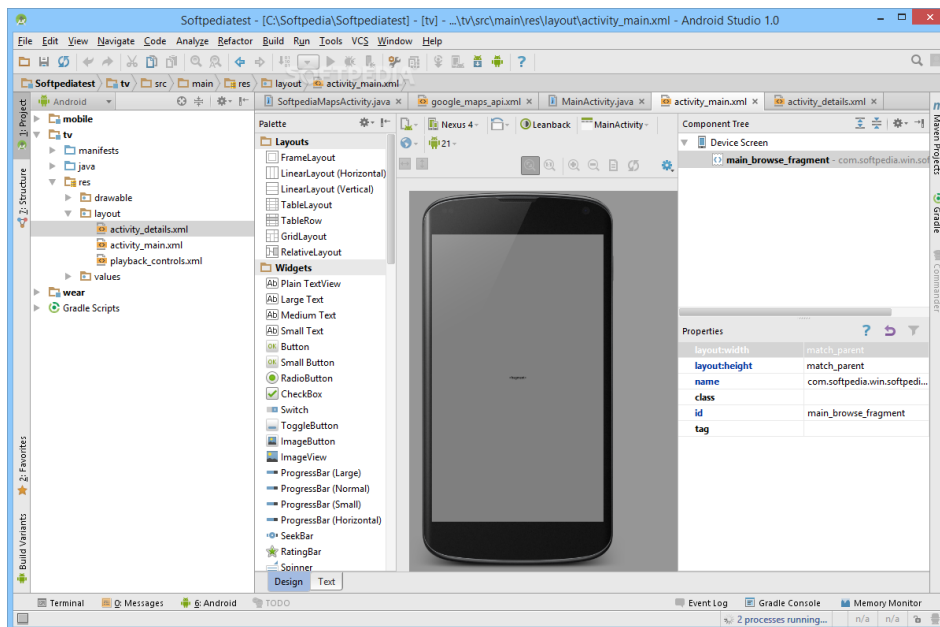 Softpediatest - [C:\Softpedia\Softpediatest] - [tv] - ...\tv\src\main\res\layout\activity_main.xml - Android Studio 1.0
File Edit View Navigate Code Analyze Refactor Build Run Tools VCS Window Help
SOFTPEDIA
Softpediatest tv src main res layout activity_main.xml
1: Project
Z: Structure
2: Favorites
Build Variants
Android
mobile
tv
manifests
java
res
drawable
layout
activity_details.xml
activity_main.xml
playback_controls.xml
values
wear
Gradle Scripts
SoftpediaMapsActivity.java google_maps_api.xml MainActivity.java activity_main.xml activity_details.xml
Palette
Layouts
FrameLayout
LinearLayout (Horizontal)
LinearLayout (Vertical)
TableLayout
TableRow
GridLayout
RelativeLayout
Widgets
Ab Plain TextView
Ab Large Text
Ab Medium Text
Ab Small Text
OK Button
OK Small Button
RadioButton
CheckBox
Switch
ToggleButton
ImageButton
ImageView
ProgressBar (Large)
ProgressBar (Normal)
ProgressBar (Small)
ProgressBar (Horizontal)
SeekBar
RatingBar
Spinner
Design Text
Nexus 4 Leanback MainActivity
21
Component Tree
Device Screen
main_browse_fragment - com.softpedia.win.sof
Properties
layout:width match_parent
layout:height match_parent
name com.softpedia.win.softpedi...
class
id main_browse_fragment
tag
Maven Projects
Gradle
Commander
Terminal 0: Messages 6: Android TODO Event Log Gradle Console Memory Monitor
2 processes running... n/a n/a